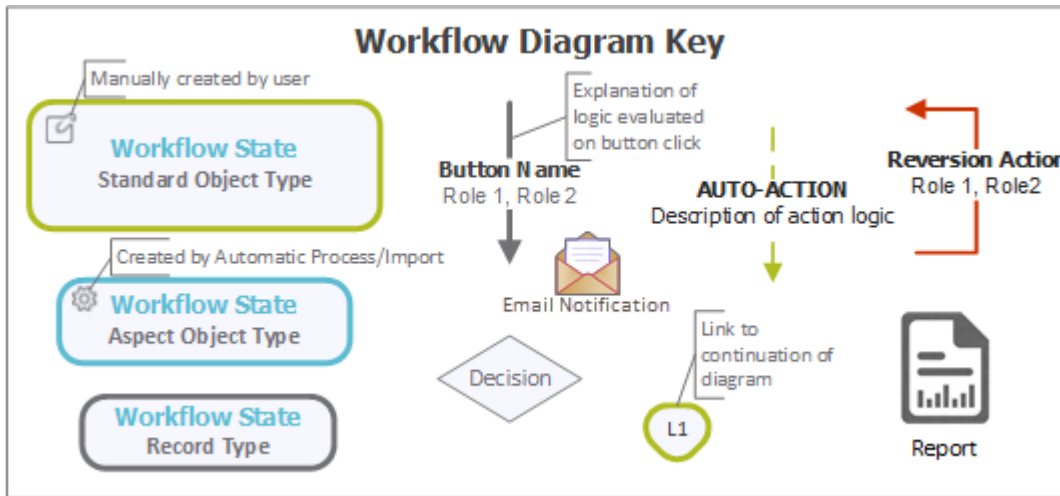 Workflow Diagram Key
Manually created by user
Workflow State
Standard Object Type
Created by Automatic Process/Import
Workflow State
Aspect Object Type
Workflow State
Record Type
Explanation of
logic evaluated
on button click
Button Name
Role 1, Role 2
Email Notification
Decision
AUTO-ACTION
Description of action logic
Link to
continuation of
diagram
L1
Reversion Action
Role 1, Role2
Report